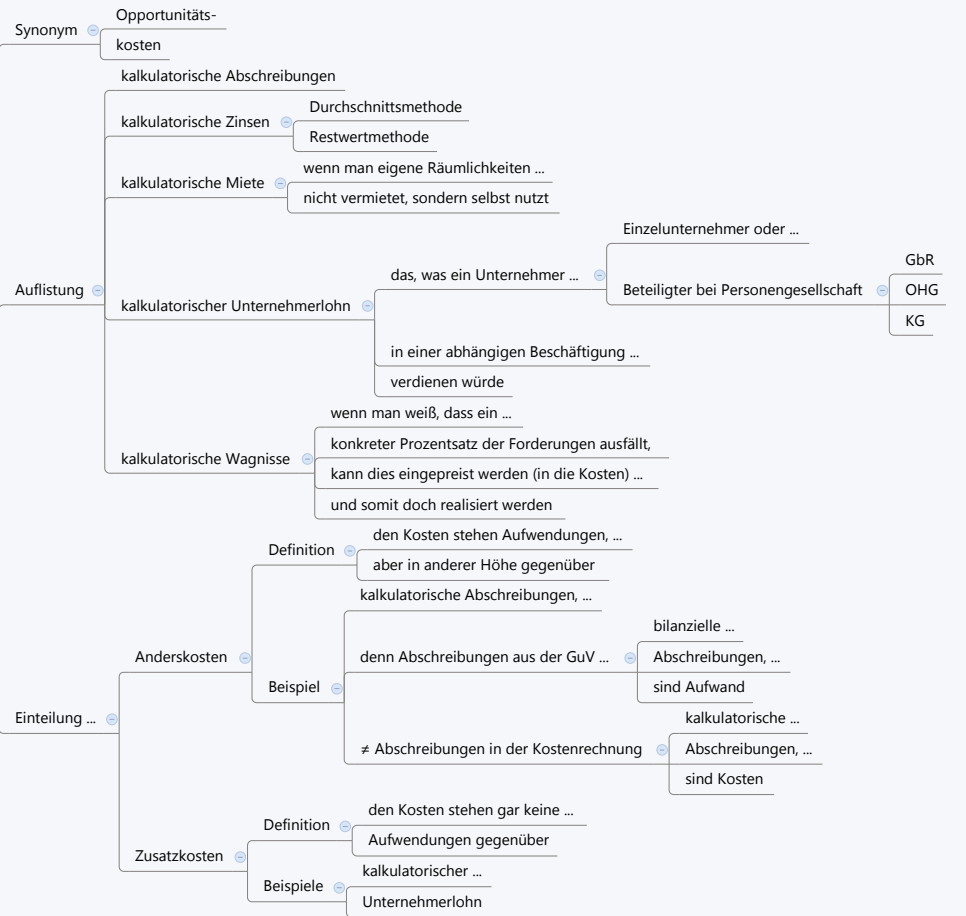 Synonym
Opportunitäts-
kosten
Auflistung
kalkulatorische Abschreibungen
kalkulatorische Zinsen
Durchschnittsmethode
Restwertmethode
kalkulatorische Miete
wenn man eigene Räumlichkeiten ...
nicht vermietet, sondern selbst nutzt
kalkulatorischer Unternehmerlohn
das, was ein Unternehmer ...
Einzelunternehmer oder ...
Beteiligter bei Personengesellschaft
GbR
OHG
KG
in einer abhängigen Beschäftigung ...
verdienen würde
kalkulatorische Wagnisse
wenn man weiß, dass ein ...
konkreter Prozentsatz der Forderungen ausfällt,
kann dies eingepreist werden (in die Kosten) ...
und somit doch realisiert werden
Einteilung ...
Anderskosten
Definition
den Kosten stehen Aufwendungen, ...
aber in anderer Höhe gegenüber
Beispiel
kalkulatorische Abschreibungen, ...
denn Abschreibungen aus der GuV ...
bilanzielle ...
Abschreibungen, ...
sind Aufwand
≠ Abschreibungen in der Kostenrechnung
kalkulatorische ...
Abschreibungen, ...
sind Kosten
Zusatzkosten
Definition
den Kosten stehen gar keine ...
Aufwendungen gegenüber
Beispiele
kalkulatorischer ...
Unternehmerlohn